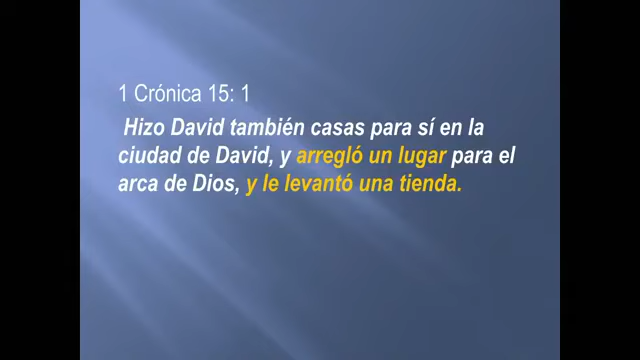 1 Crónica 15: 1
Hizo David también casas para sí en la
ciudad de David, y arregló un lugar para el
arca de Dios, y le levantó una tienda.